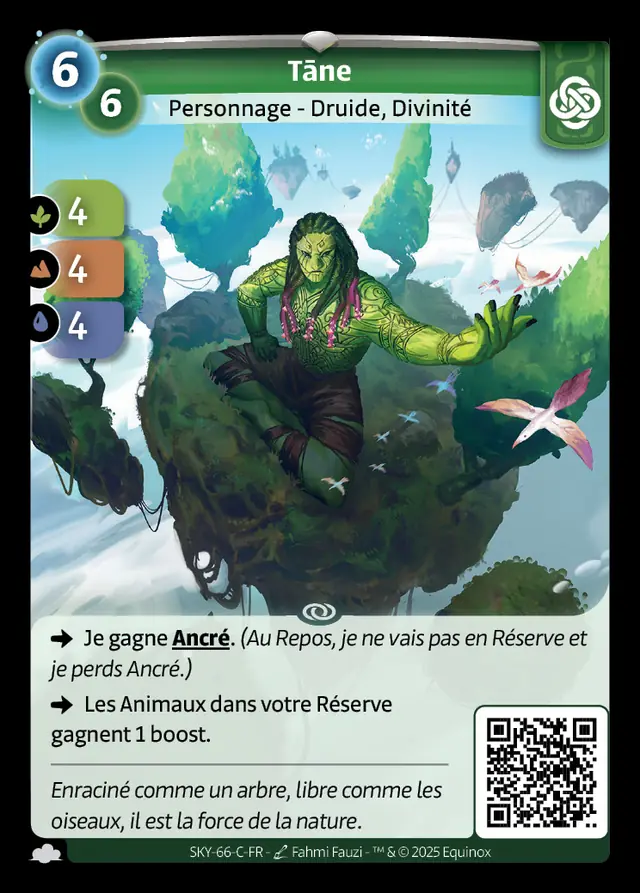 6
Tāne
6
Personnage - Druide, Divinité
4
4
4
Je gagne Ancré. (Au Repos, je ne vais pas en Réserve et
je perds Ancré.)
Les Animaux dans votre Réserve
gagnent 1 boost.
Enraciné comme un arbre, libre comme les
oiseaux, il est la force de la nature.
SKY-66-C-FR - Fahmi Fauzi - ™ & © 2025 Equinox